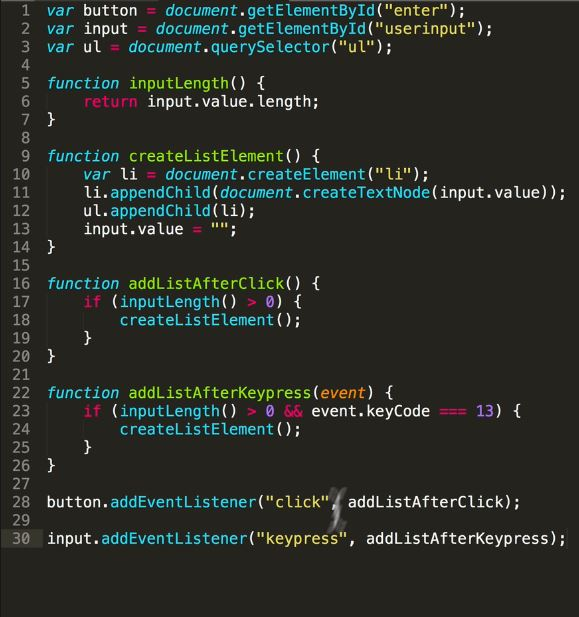 1 var button = document.getElementById("enter");
2 var input = document.getElementById("userinput");
3 var ul = document.querySelector("ul");
4
5 function inputLength() {
6     return input.value.length;
7 }
8
9 function createListElement() {
10     var li = document.createElement("li");
11     li.appendChild(document.createTextNode(input.value));
12     ul.appendChild(li);
13     input.value = "";
14 }
15
16 function addListAfterClick() {
17     if (inputLength() > 0) {
18         createListElement();
19     }
20 }
21
22 function addListAfterKeypress(event) {
23     if (inputLength() > 0 && event.keyCode === 13) {
24         createListElement();
25     }
26 }
27
28 button.addEventListener("click", addListAfterClick);
29
30 input.addEventListener("keypress", addListAfterKeypress);